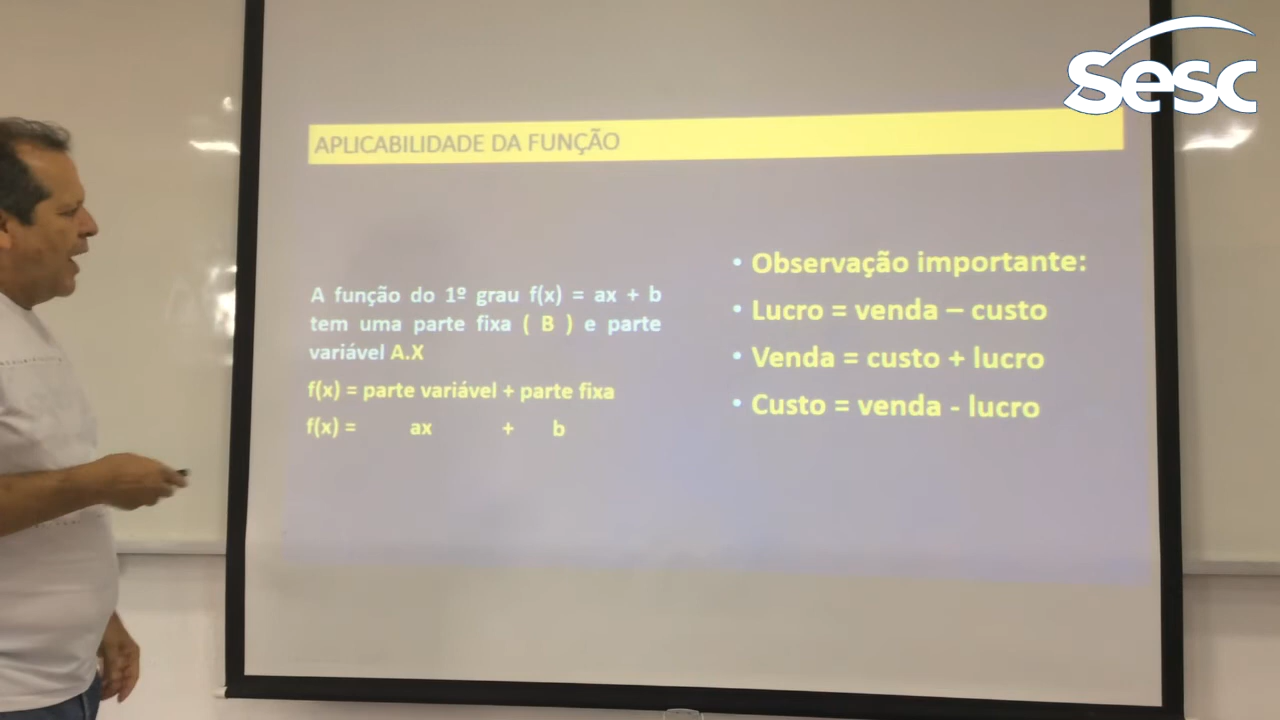 Sesc
APLICABILIDADE DA FUNÇÃO
A função do 1º grau f(x) = ax + b
tem uma parte fixa ( B ) e parte
variável A.X
f(x) = parte variável + parte fixa
f(x) = ax + b
• Observação importante:
• Lucro = venda – custo
• Venda = custo + lucro
• Custo = venda - lucro